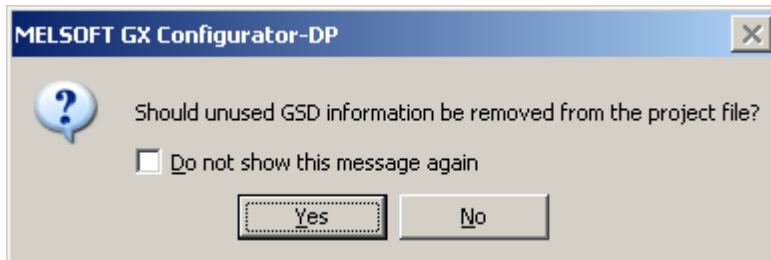 MELSOFT GX Configurator-DP
Should unused GSD information be removed from the project file?
Do not show this message again
Yes No